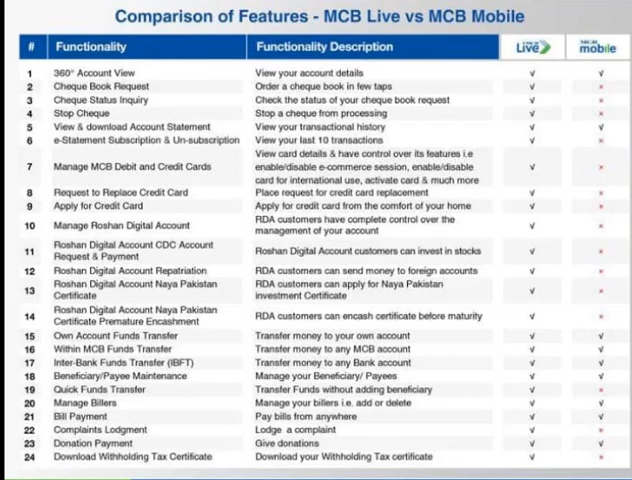 Comparison of Features - MCB Live vs MCB Mobile
# Functionality Functionality Description Live mobile
1 360° Account View View your account details √ √
2 Cheque Book Request Order a cheque book in few taps √ ×
3 Cheque Status Inquiry Check the status of your cheque book request √ ×
4 Stop Cheque Stop a cheque from processing √ ×
5 View & download Account Statement View your transactional history √ √
6 e-Statement Subscription & Un-subscription View your last 10 transactions √ ×
View card details & have control over its features i.e
7 Manage MCB Debit and Credit Cards enable/disable e-commerce session, enable/disable √ ×
card for international use, activate card & much more
8 Request to Replace Credit Card Place request for credit card replacement √ ×
9 Apply for Credit Card Apply for credit card from the comfort of your home √ ×
10 Manage Roshan Digital Account RDA customers have complete control over the √ ×
management of your account
11 Roshan Digital Account CDC Account Roshan Digital Account customers can invest in stocks √ ×
Request & Payment
12 Roshan Digital Account Repatriation RDA customers can send money to foreign accounts √ ×
13 Roshan Digital Account Naya Pakistan RDA customers can apply for Naya Pakistan √ ×
Certificate investment Certificate
14 Roshan Digital Account Naya Pakistan RDA customers can encash certificate before maturity √ ×
Certificate Premature Encashment
15 Own Account Funds Transfer Transfer money to your own account √ √
16 Within MCB Funds Transfer Transfer money to any MCB account √ √
17 Inter-Bank Funds Transfer (IBFT) Transfer money to any Bank account √ √
18 Beneficiary/Payee Maintenance Manage your Beneficiary/ Payees √ √
19 Quick Funds Transfer Transfer Funds without adding beneficiary √ ×
20 Manage Billers Manage your billers i.e. add or delete √ √
21 Bill Payment Pay bills from anywhere √ √
22 Complaints Lodgment Lodge a complaint √ ×
23 Donation Payment Give donations √ √
24 Download Withholding Tax Certificate Download your Withholding Tax certificate √ ×